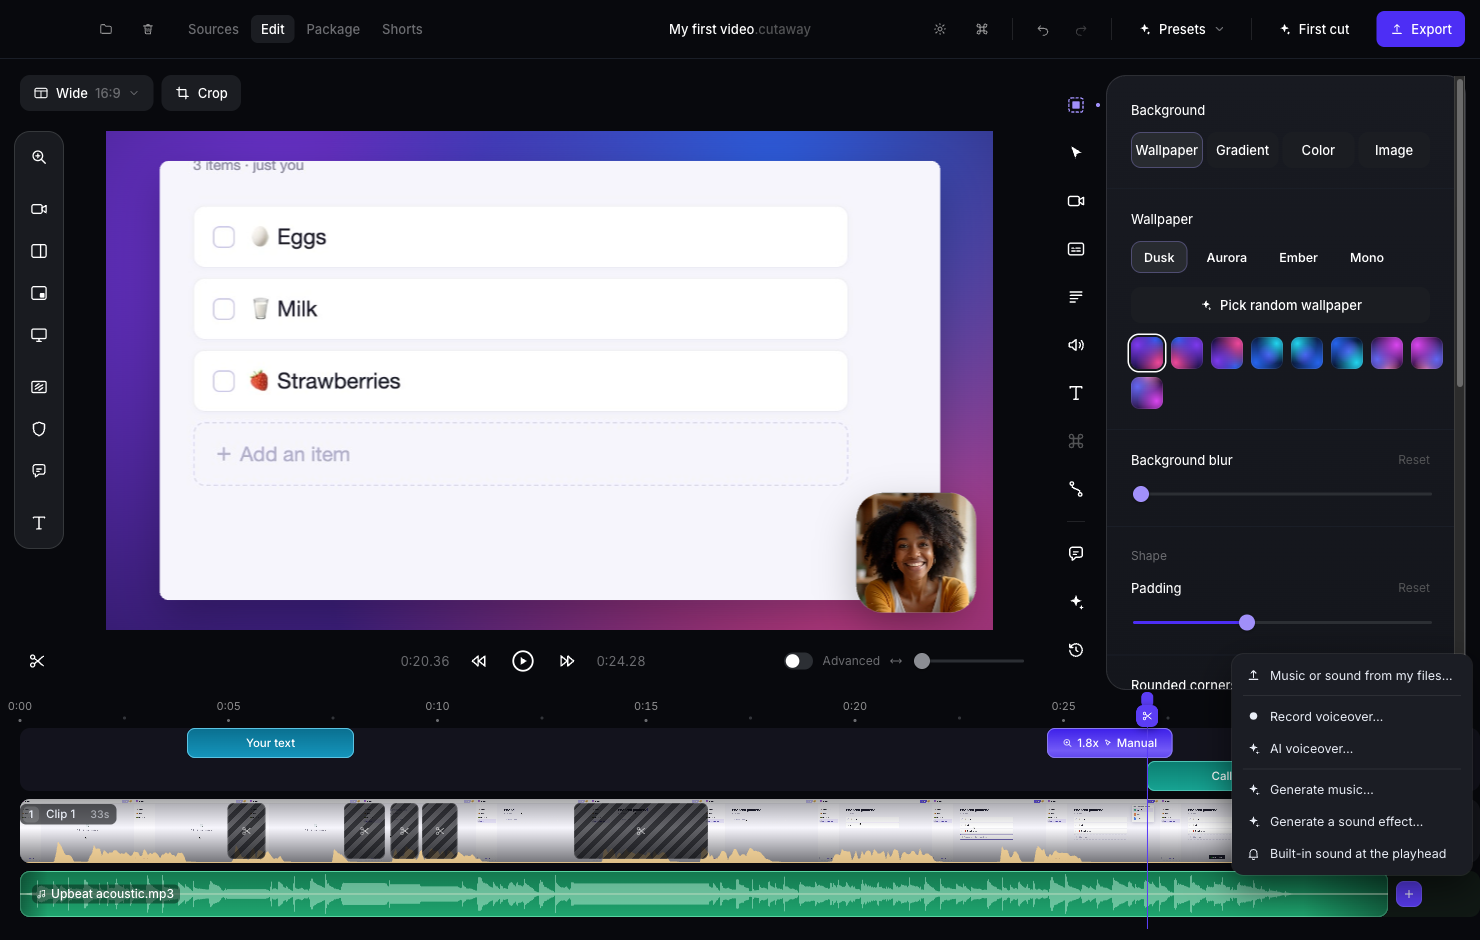 Sources Edit Package Shorts
My first video.cutaway
Presets First cut Export
Wide 16:9 Crop
3 items · just you
Eggs
Milk
Strawberries
+ Add an item
Background
Wallpaper Gradient Color Image
Wallpaper
Dusk Aurora Ember Mono
Pick random wallpaper
Background blur Reset
Shape
Padding Reset
Rounded corners
0:20.36 0:24.28 Advanced
0:00 0:05 0:10 0:15 0:20 0:25
Your text
1.8x Manual
Call
1 Clip 1 33s
Upbeat acoustic.mp3
Music or sound from my files...
Record voiceover...
AI voiceover...
Generate music...
Generate a sound effect...
Built-in sound at the playhead